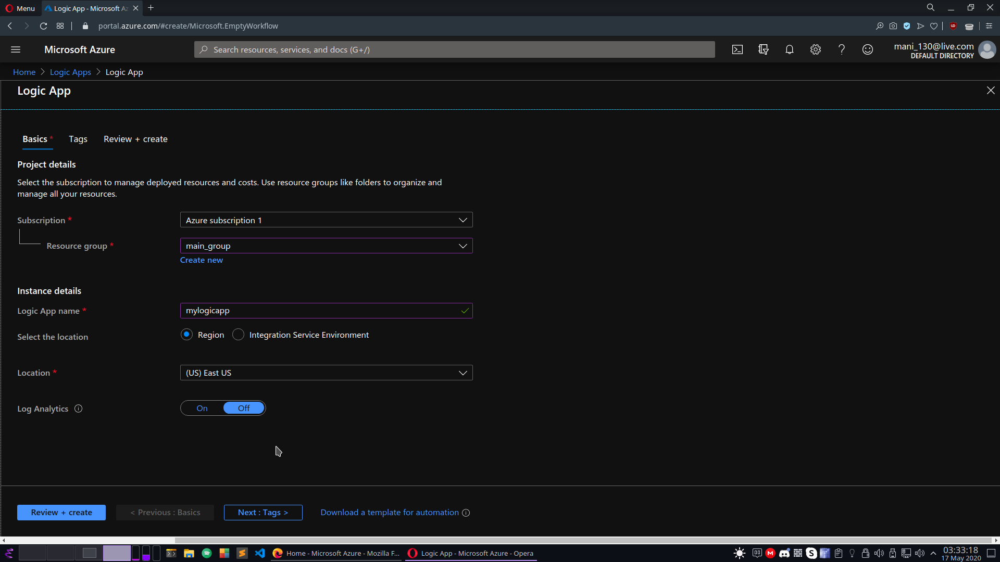 Menu
Logic App - Microsoft Az
portal.azure.com/#create/Microsoft.EmptyWorkflow
Microsoft Azure
Search resources, services, and docs (G+/)
mani_130@live.com
DEFAULT DIRECTORY
Home > Logic Apps > Logic App
Logic App
Basics *
Tags
Review + create
Project details
Select the subscription to manage deployed resources and costs. Use resource groups like folders to organize and
manage all your resources.
Subscription *
Azure subscription 1
Resource group *
main_group
Create new
Instance details
Logic App name *
mylogicapp
Select the location
Region
Integration Service Environment
Location *
(US) East US
Log Analytics
On
Off
Review + create
< Previous : Basics
Next : Tags >
Download a template for automation
Home - Microsoft Azure - Mozilla F...
Logic App - Microsoft Azure - Opera
03:33:18
17 May 2020